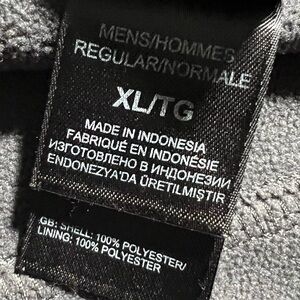 MENS/HOMMES
REGULAR/NORMALE
XL/TG
MADE IN INDONESIA
FABRIQUÉ EN INDONÉSIE
ИЗГОТОВЛЕНО В ИНДОНЕЗИИ
ENDONEZYA'DA ÜRETILMIŞTIR
GB: SHELL: 100% POLYESTER/
LINING: 100% POLYESTER